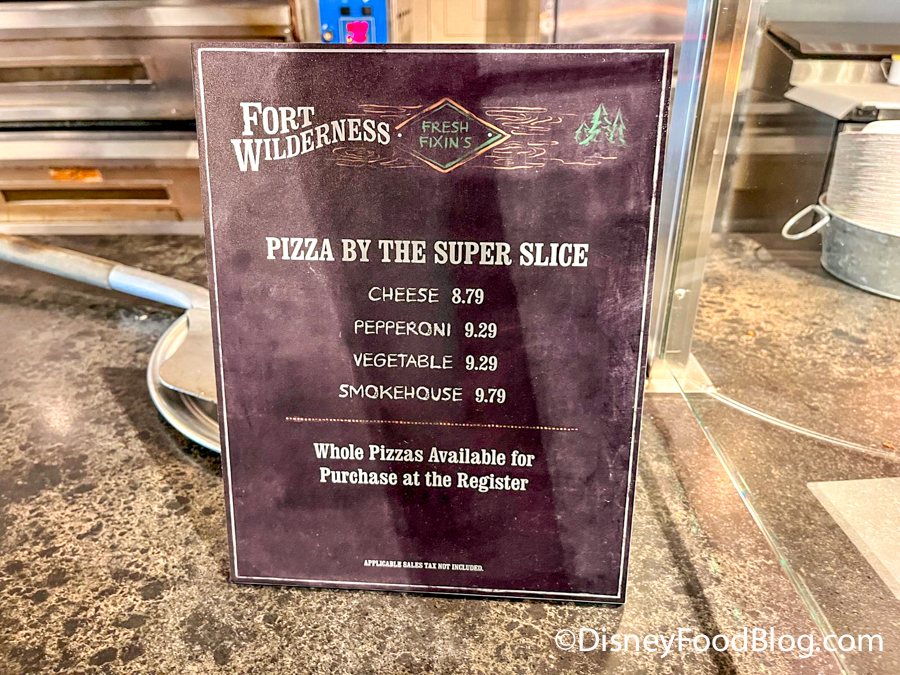 FORT
WILDERNESS
FRESH
FIXIN'S
PIZZA BY THE SUPER SLICE
CHEESE 8.79
PEPPERONI 9.29
VEGETABLE 9.29
SMOKEHOUSE 9.79
Whole Pizzas Available for
Purchase at the Register
APPLICABLE SALES TAX NOT INCLUDED.
©DisneyFoodBlog.com